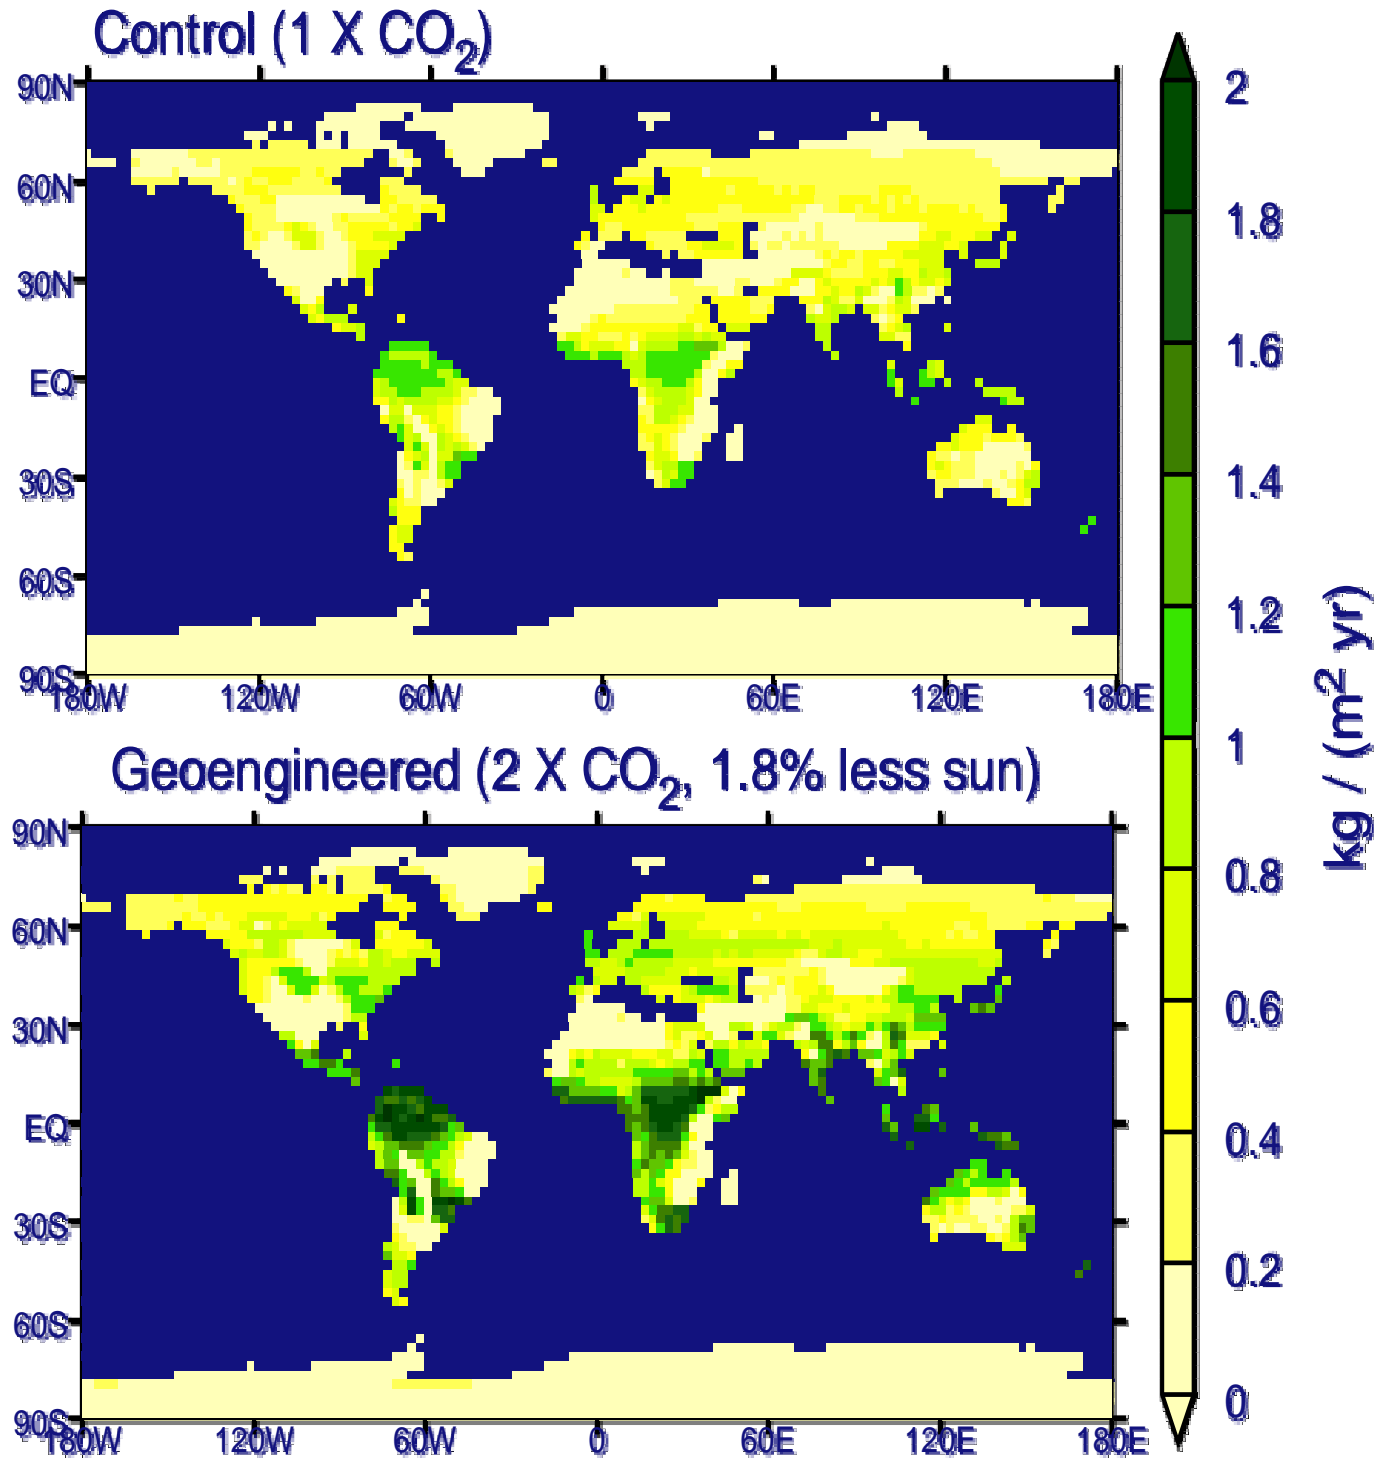 Control (1 X CO₂)
90N
60N
30N
EQ
30S
60S
90S
180W 120W 60W 0 60E 120E 180E
Geoengineered (2 X CO₂, 1.8% less sun)
90N
60N
30N
EQ
30S
60S
90S
180W 120W 60W 0 60E 120E 180E
2
1.8
1.6
1.4
1.2
1
0.8
0.6
0.4
0.2
0
kg / (m² yr)